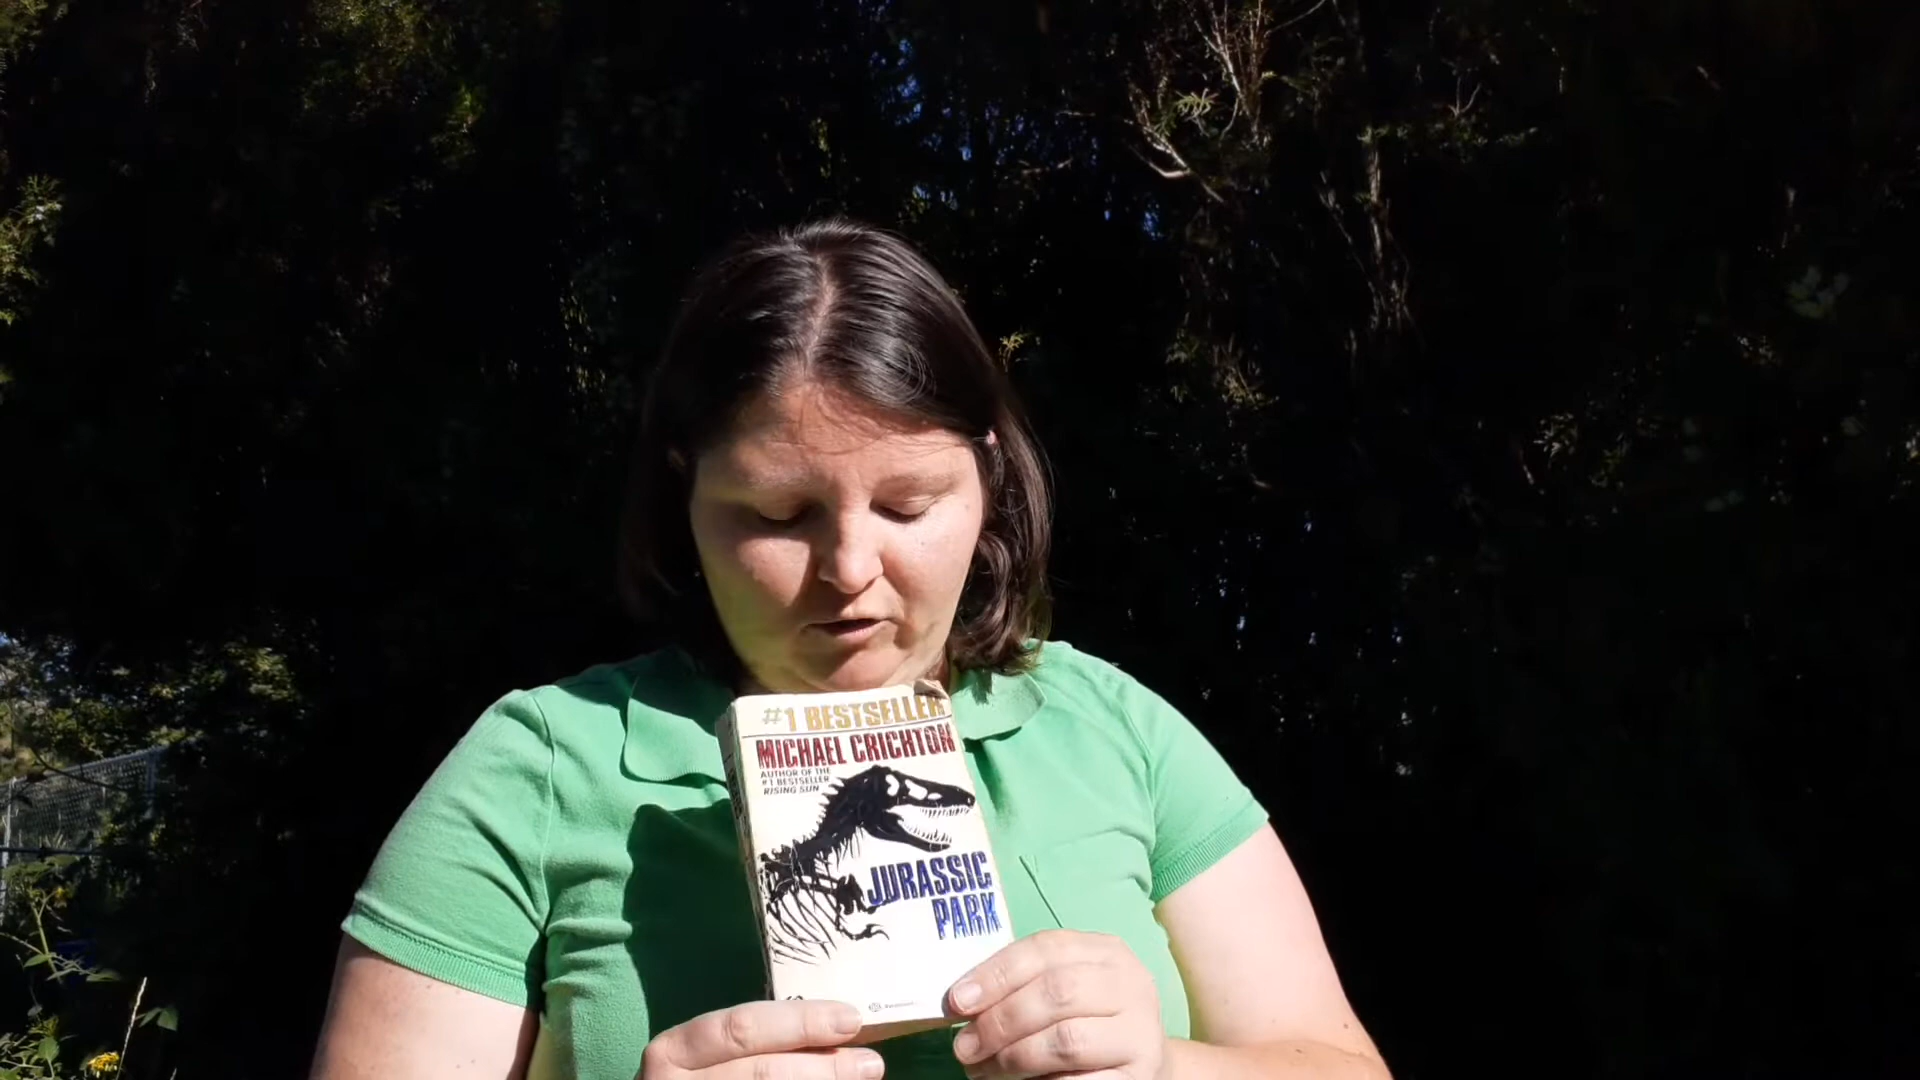 #1 BESTSELLER
MICHAEL CRICHTON
AUTHOR OF THE
#1 BESTSELLER
RISING SUN
JURASSIC
PARK